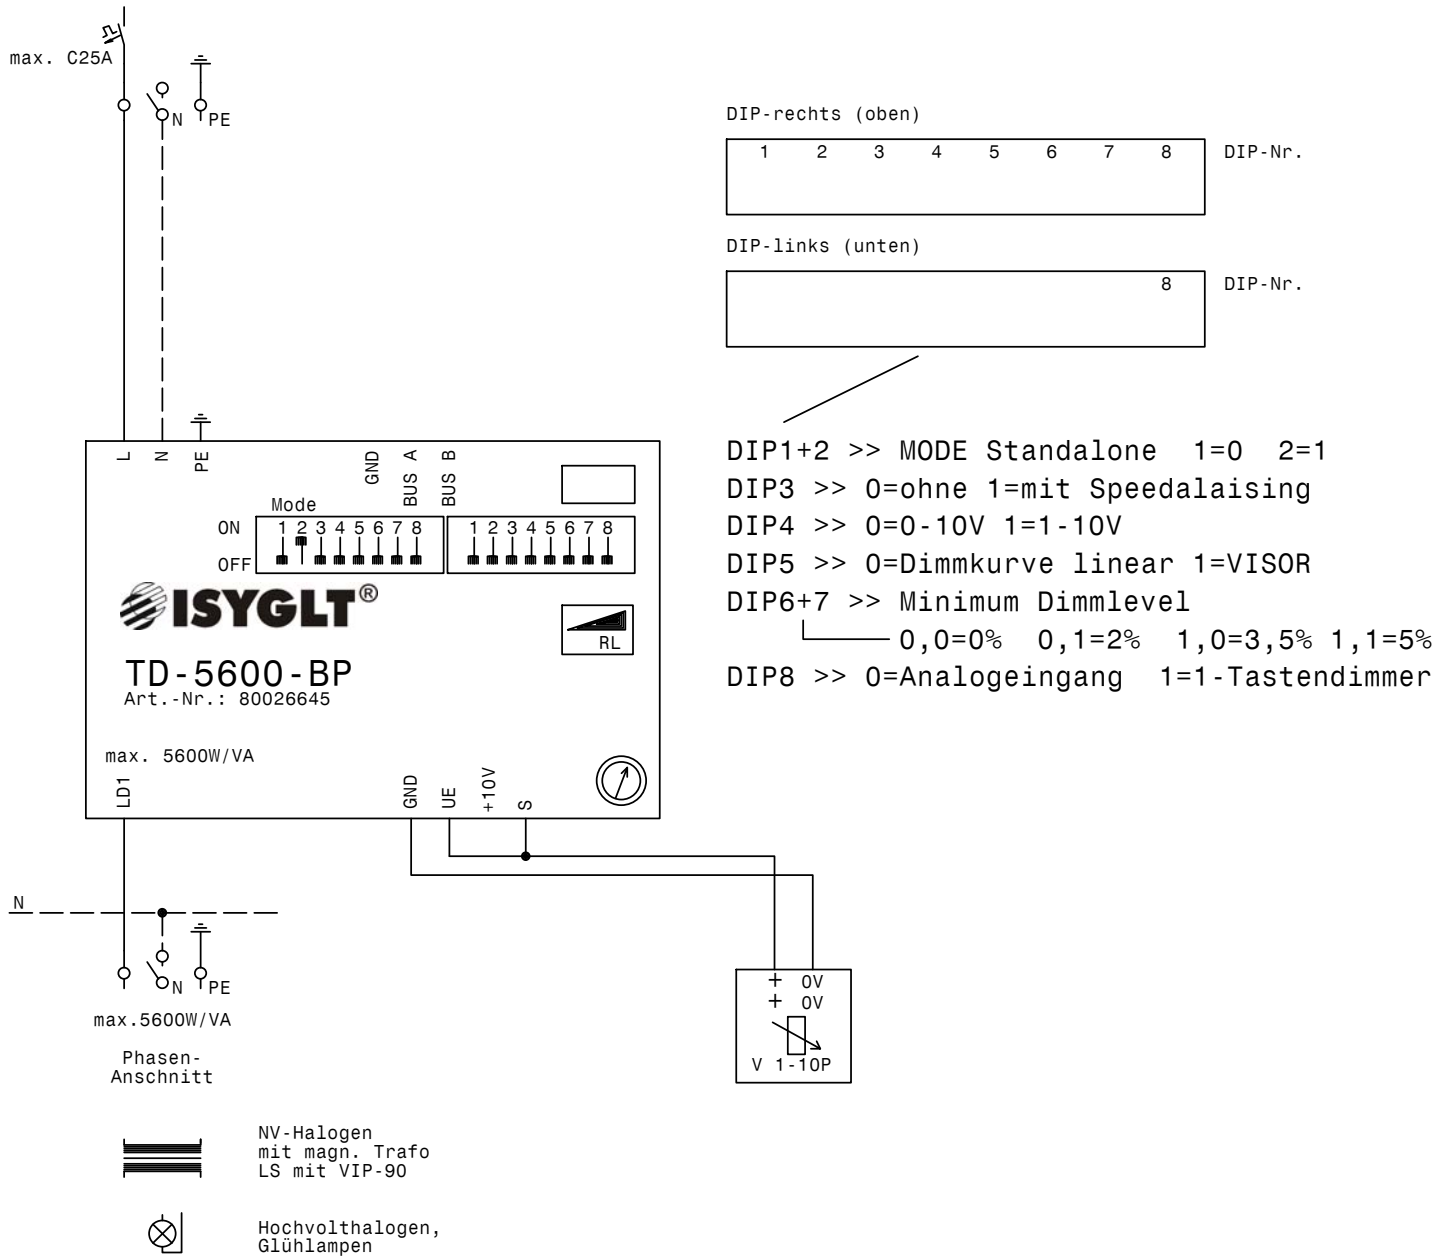 max. C25A
N
PE
DIP-rechts (oben)
1 2 3 4 5 6 7 8 DIP-Nr.
DIP-links (unten)
8 DIP-Nr.
L
N
PE
GND
BUS A
BUS B
Mode
ON 1 2 3 4 5 6 7 8 1 2 3 4 5 6 7 8
OFF
ISYGLT®
RL
TD-5600-BP
Art.-Nr.: 80026645
max. 5600W/VA
LD1
GND
UE
+10V
S
DIP1+2 >> MODE Standalone 1=0 2=1
DIP3 >> 0=ohne 1=mit Speedalaising
DIP4 >> 0=0-10V 1=1-10V
DIP5 >> 0=Dimmkurve linear 1=VISOR
DIP6+7 >> Minimum Dimmlevel
0,0=0% 0,1=2% 1,0=3,5% 1,1=5%
DIP8 >> 0=Analogeingang 1=1-Tastendimmer
N
N
PE
max.5600W/VA
Phasen-
Anschnitt
+ 0V
+ 0V
V 1-10P
NV-Halogen
mit magn. Trafo
LS mit VIP-90
Hochvolthalogen,
Glühlampen